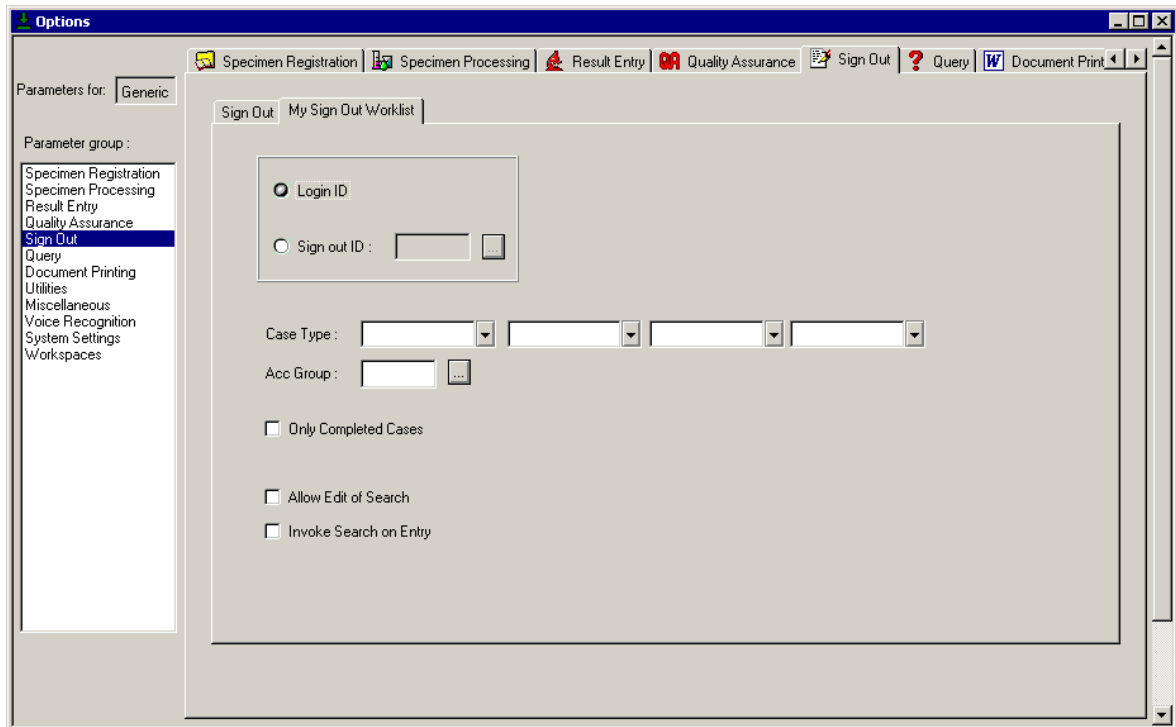 Options
Specimen Registration
Specimen Processing
Result Entry
Quality Assurance
Sign Out
Query
Document Print
Parameters for:
Generic
Parameter group :
Specimen Registration
Specimen Processing
Result Entry
Quality Assurance
Sign Out
Query
Document Printing
Utilities
Miscellaneous
Voice Recognition
System Settings
Workspaces
Sign Out
My Sign Out Worklist
Login ID
Sign out ID :
...
Case Type :
Acc Group :
...
Only Completed Cases
Allow Edit of Search
Invoke Search on Entry